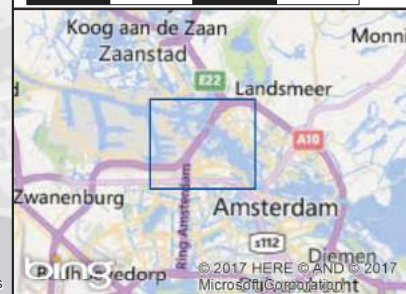 Koog aan de Zaan
Monni
Zaanstad
E22
Landsmeer
A10
Ring Amsterdam
Zwanenburg
Amsterdam
s112
Diemen
P
bing
© 2017 HERE © AND © 2017
Microsoft Corporation
s